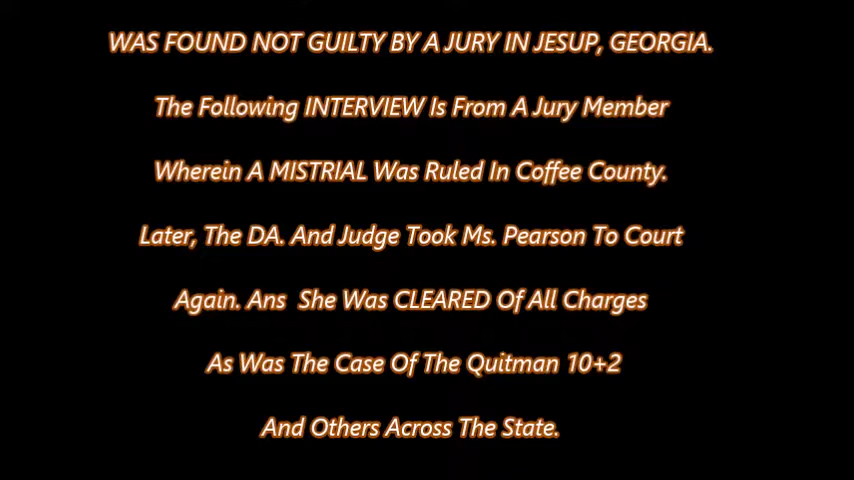 WAS FOUND NOT GUILTY BY A JURY IN JESUP, GEORGIA.
The Following INTERVIEW Is From A Jury Member
Wherein A MISTRIAL Was Ruled In Coffee County.
Later, The DA. And Judge Took Ms. Pearson To Court
Again. Ans  She Was CLEARED Of All Charges
As Was The Case Of The Quitman 10+2
And Others Across The State.